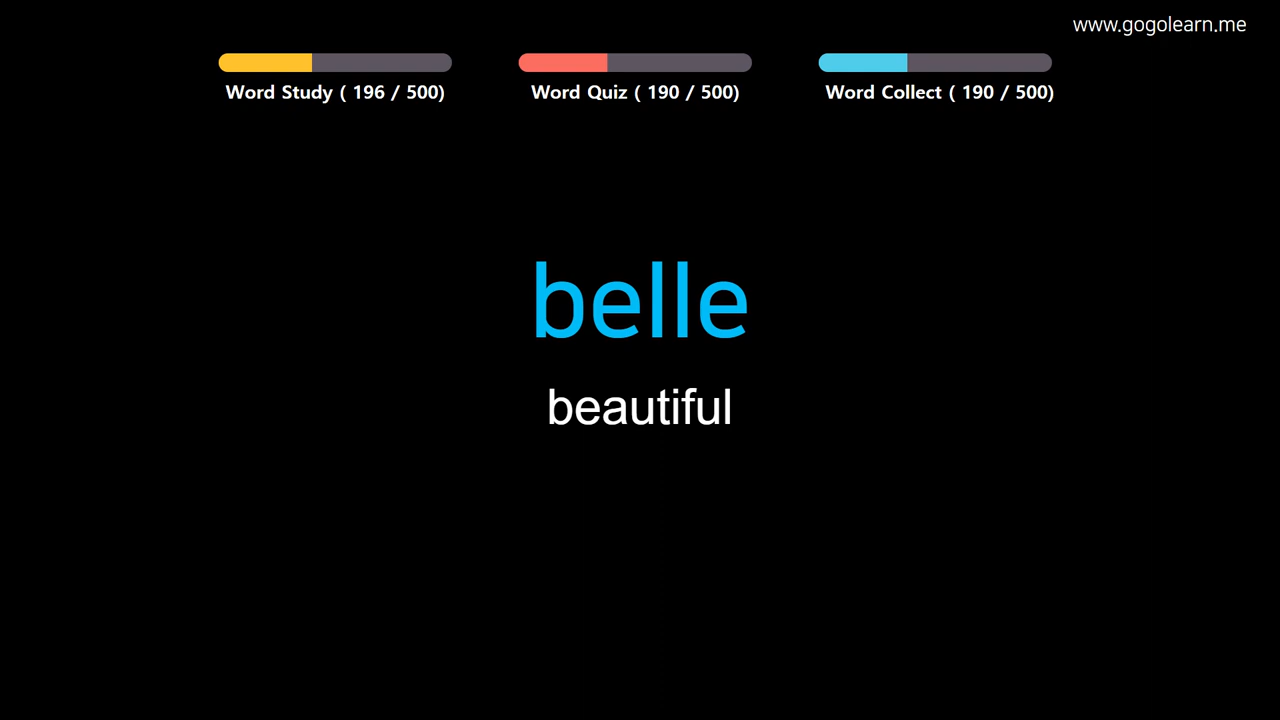 www.gogolearn.me
Word Study ( 196 / 500)
Word Quiz ( 190 / 500)
Word Collect ( 190 / 500)
belle
beautiful